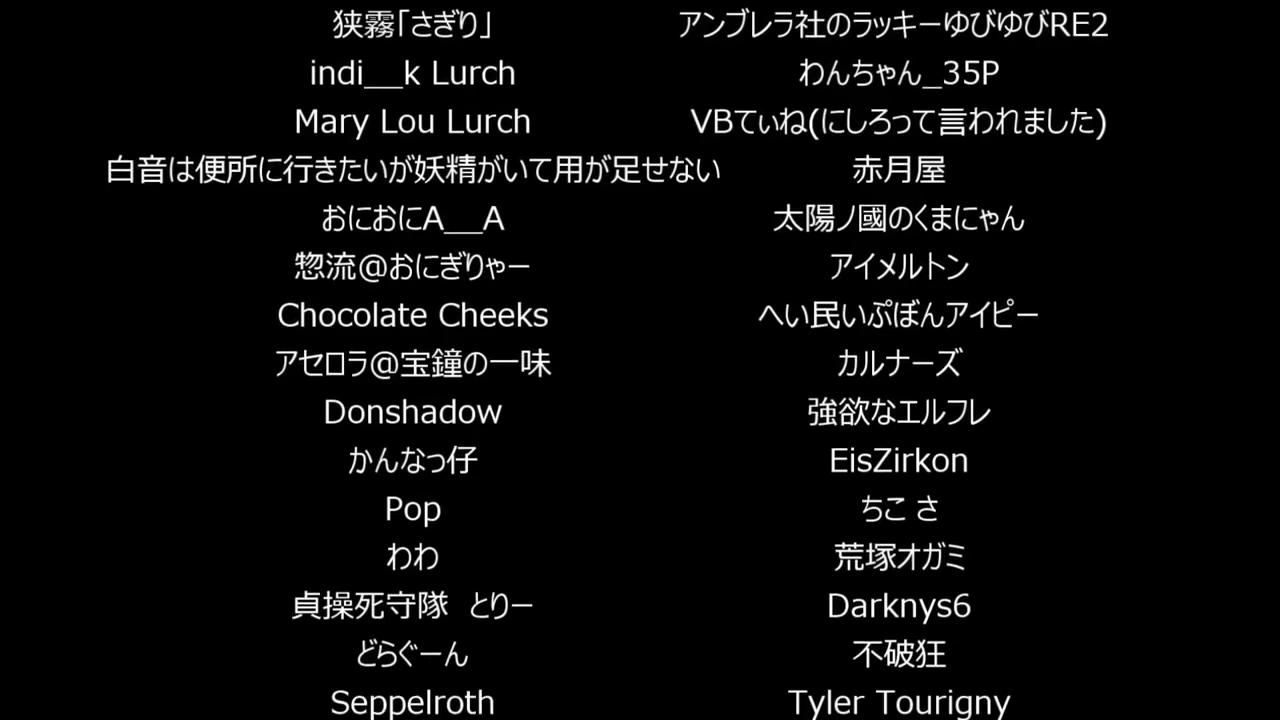 狭霧「さぎり」
アンブレラ社のラッキーゆびゆびRE2
indi__k Lurch
わんちゃん_35P
Mary Lou Lurch
VBてぃね(にしろって言われました)
白音は便所に行きたいが妖精がいて用が足せない
赤月屋
おにおにA__A
太陽ノ國のくまにゃん
惣流@おにぎりゃー
アイメルトン
Chocolate Cheeks
へい民いぷぼんアイピー
アセロラ@宝鐘の一味
カルナーズ
Donshadow
強欲なエルフレ
かんなっ仔
EisZirkon
Pop
ちこ さ
わわ
荒塚オガミ
貞操死守隊　とりー
Darknys6
どらぐーん
不破狂
Seppelroth
Tyler Tourigny